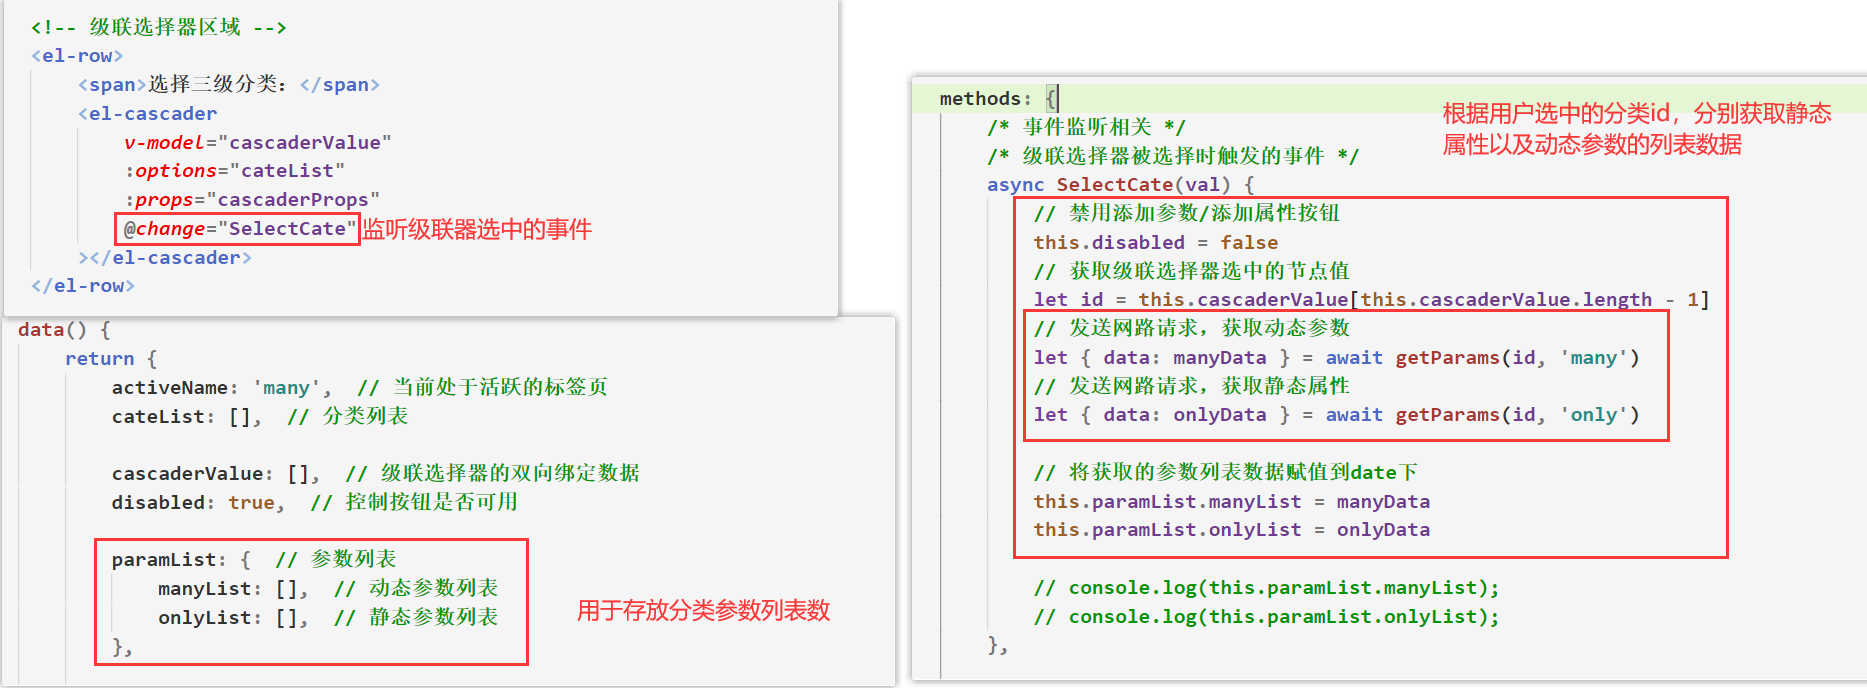 <!-- 级联选择器区域 -->
<el-row>
<span>选择三级分类: </span>
<el-cascader
v-model="cascaderValue"
:options="cateList"
:props="cascaderProps"
@change="SelectCate" 监听级联器选中的事件
></el-cascader>
</el-row>
data() {
return {
activeName: 'many', // 当前处于活跃的标签页
cateList: [], // 分类列表
cascaderValue: [], // 级联选择器的双向绑定数据
disabled: true, // 控制按钮是否可用
paramList: { // 参数列表
manyList: [], // 动态参数列表
onlyList: [], // 静态参数列表
},
用于存放分类参数列表数
methods: {
根据用户选中的分类id，分别获取静态
属性以及动态参数的列表数据
/* 事件监听相关 */
/* 级联选择器被选择时触发的事件 */
async SelectCate(val) {
// 禁用添加参数/添加属性按钮
this.disabled = false
// 获取级联选择器选中的节点值
let id = this.cascaderValue[this.cascaderValue.length - 1]
// 发送网路请求，获取动态参数
let { data: manyData } = await getParams(id, 'many')
// 发送网路请求，获取静态属性
let { data: onlyData } = await getParams(id, 'only')
// 将获取的参数列表数据赋值到date下
this.paramList.manyList = manyData
this.paramList.onlyList = onlyData
// console.log(this.paramList.manyList);
// console.log(this.paramList.onlyList);
},